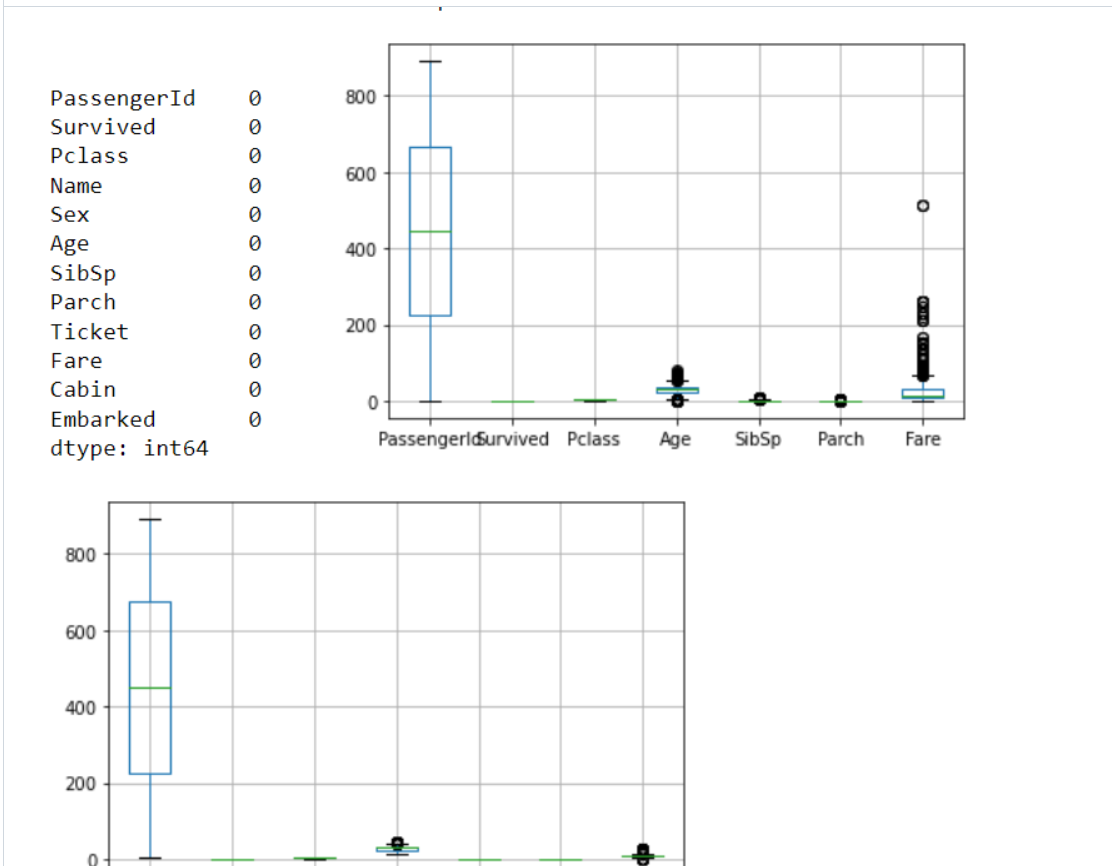 PassengerId 0
Survived 0
Pclass 0
Name 0
Sex 0
Age 0
SibSp 0
Parch 0
Ticket 0
Fare 0
Cabin 0
Embarked 0
dtype: int64
800
600
400
200
0
PassengerId Survived Pclass Age SibSp Parch Fare
800
600
400
200
0